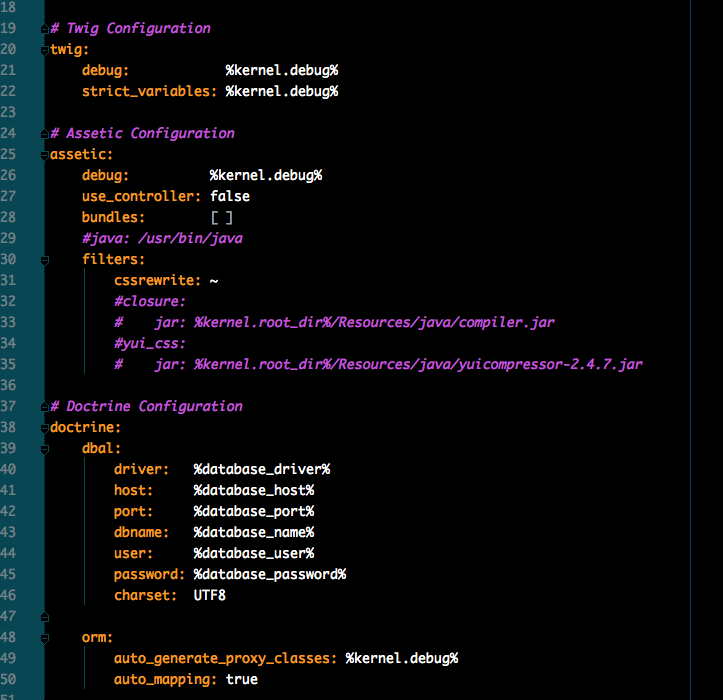 18
19 # Twig Configuration
20 twig:
21     debug:            %kernel.debug%
22     strict_variables: %kernel.debug%
23
24 # Assetic Configuration
25 assetic:
26     debug:          %kernel.debug%
27     use_controller: false
28     bundles:        [ ]
29     #java: /usr/bin/java
30     filters:
31         cssrewrite: ~
32         #closure:
33         #    jar: %kernel.root_dir%/Resources/java/compiler.jar
34         #yui_css:
35         #    jar: %kernel.root_dir%/Resources/java/yuicompressor-2.4.7.jar
36
37 # Doctrine Configuration
38 doctrine:
39     dbal:
40         driver:   %database_driver%
41         host:     %database_host%
42         port:     %database_port%
43         dbname:   %database_name%
44         user:     %database_user%
45         password: %database_password%
46         charset:  UTF8
47
48     orm:
49         auto_generate_proxy_classes: %kernel.debug%
50         auto_mapping: true
51